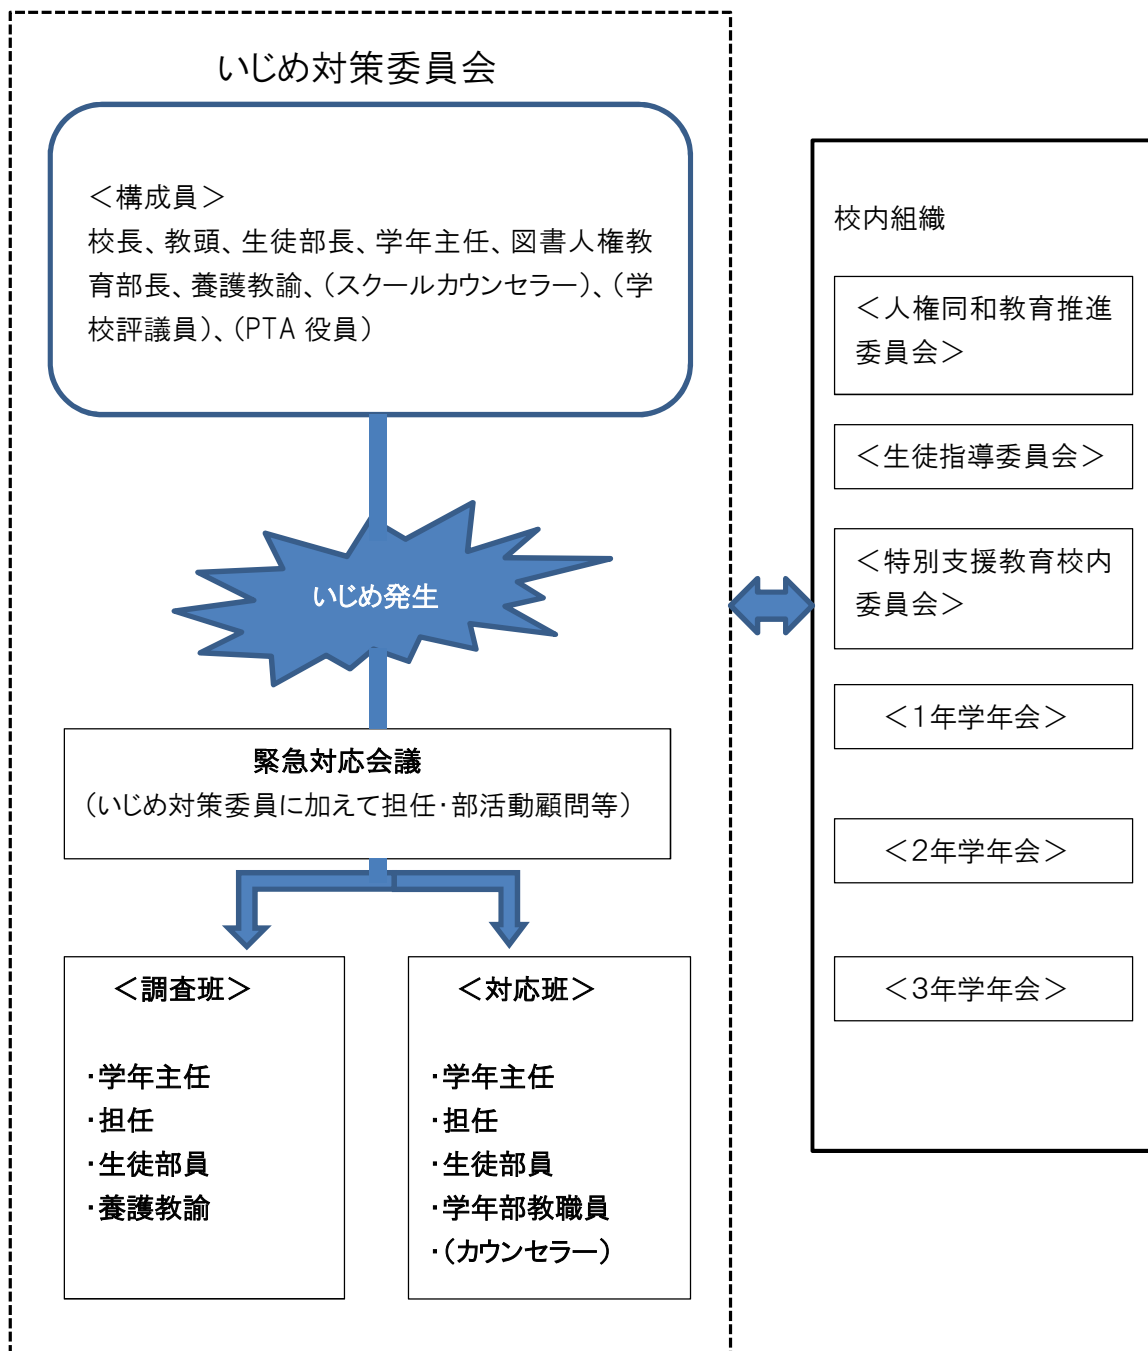 いじめ対策委員会
＜構成員＞
校長、教頭、生徒部長、学年主任、図書人権教
育部長、養護教諭、（スクールカウンセラー）、（学
校評議員）、（PTA 役員）
いじめ発生
緊急対応会議
（いじめ対策委員に加えて担任・部活動顧問等）
＜調査班＞
・学年主任
・担任
・生徒部員
・養護教諭
＜対応班＞
・学年主任
・担任
・生徒部員
・学年部教職員
・（カウンセラー）
校内組織
＜人権同和教育推進
委員会＞
＜生徒指導委員会＞
＜特別支援教育校内
委員会＞
＜1年学年会＞
＜2年学年会＞
＜3年学年会＞